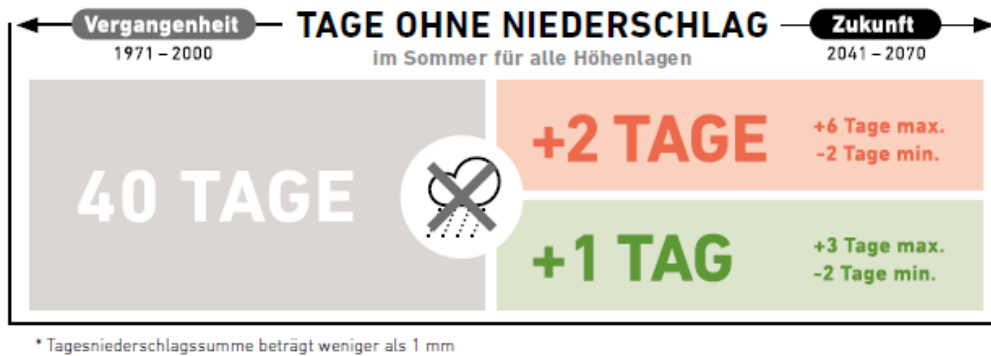 Vergangenheit
1971 – 2000
TAGE OHNE NIEDERSCHLAG
im Sommer für alle Höhenlagen
Zukunft
2041 – 2070
40 TAGE
+2 TAGE
+6 Tage max.
-2 Tage min.
+1 TAG
+3 Tage max.
-2 Tage min.
* Tagesniederschlagssumme beträgt weniger als 1 mm